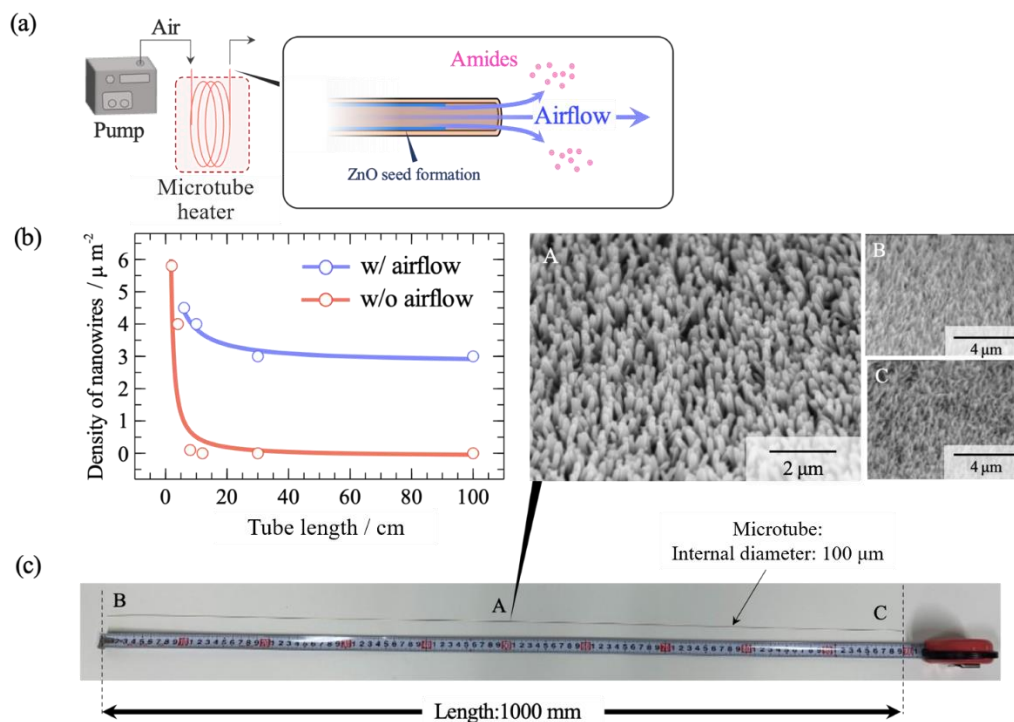 (a)
Air
Pump
Microtube
heater
Amides
Airflow
ZnO seed formation
(b)
Density of nanowires / μm⁻²
6
5
4
3
2
1
0
w/ airflow
w/o airflow
0 20 40 60 80 100
Tube length / cm
A
2 μm
B
4 μm
C
4 μm
Microtube:
Internal diameter: 100 μm
(c)
B
A
C
Length:1000 mm